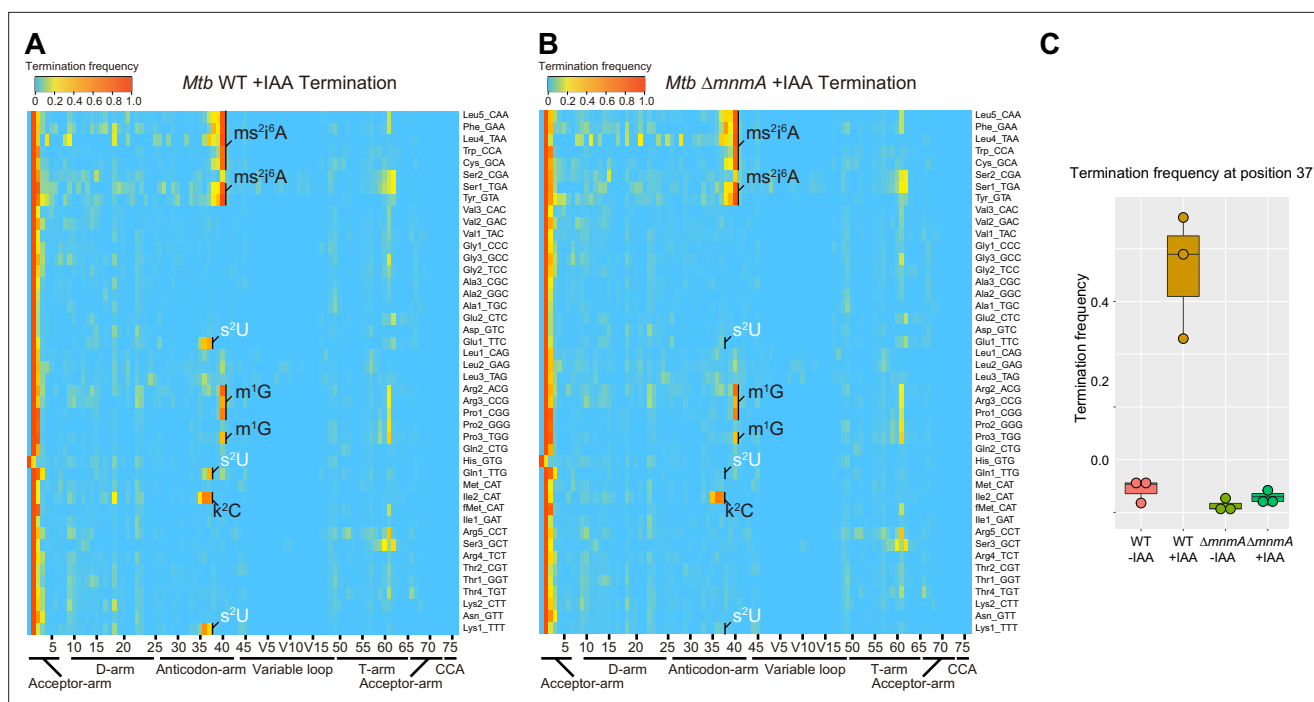 A
B
C
Termination frequency
Mtb WT +IAA Termination
0 0.2 0.4 0.6 0.8 1.0
Termination frequency
Mtb ΔmnmA +IAA Termination
0 0.2 0.4 0.6 0.8 1.0
ms²i⁶A
ms²i⁶A
s²U
m¹G
m¹G
s²U
k²C
s²U
Leu5_CAA
Phe_GAA
Leu4_TAA
Trp_CCA
Cys_GCA
Ser2_CGA
Ser1_TGA
Tyr_GTA
Val3_CAC
Val2_GAC
Val1_TAC
Gly1_CCC
Gly3_GCC
Gly2_TCC
Ala3_CGC
Ala2_GGC
Ala1_TGC
Glu2_CTC
Asp_GTC
Glu1_TTC
Leu1_CAG
Leu2_GAG
Leu3_TAG
Arg2_ACG
Arg3_CCG
Pro1_CGG
Pro2_GGG
Pro3_TGG
Gln2_CTG
His_GTG
Gln1_TTG
Met_CAT
Ile2_CAT
fMet_CAT
Ile1_GAT
Arg5_CCT
Ser3_GCT
Arg4_TCT
Thr2_CGT
Thr1_GGT
Thr4_TGT
Lys2_CTT
Asn_GTT
Lys1_TTT
5 10 15 20 25 30 35 40 45 V5 V10V15 50 55 60 65 70 75
D-arm Anticodon-arm Variable loop T-arm CCA
Acceptor-arm Acceptor-arm
ms²i⁶A
ms²i⁶A
s²U
m¹G
m¹G
s²U
k²C
s²U
Leu5_CAA
Phe_GAA
Leu4_TAA
Trp_CCA
Cys_GCA
Ser2_CGA
Ser1_TGA
Tyr_GTA
Val3_CAC
Val2_GAC
Val1_TAC
Gly1_CCC
Gly3_GCC
Gly2_TCC
Ala3_CGC
Ala2_GGC
Ala1_TGC
Glu2_CTC
Asp_GTC
Glu1_TTC
Leu1_CAG
Leu2_GAG
Leu3_TAG
Arg2_ACG
Arg3_CCG
Pro1_CGG
Pro2_GGG
Pro3_TGG
Gln2_CTG
His_GTG
Gln1_TTG
Met_CAT
Ile2_CAT
fMet_CAT
Ile1_GAT
Arg5_CCT
Ser3_GCT
Arg4_TCT
Thr2_CGT
Thr1_GGT
Thr4_TGT
Lys2_CTT
Asn_GTT
Lys1_TTT
5 10 15 20 25 30 35 40 45 V5 V10V15 50 55 60 65 70 75
D-arm Anticodon-arm Variable loop T-arm CCA
Acceptor-arm Acceptor-arm
Termination frequency at position 37
Termination frequency
0.4
0.2
0.0
WT -IAA
WT +IAA
ΔmnmA -IAA
ΔmnmA +IAA